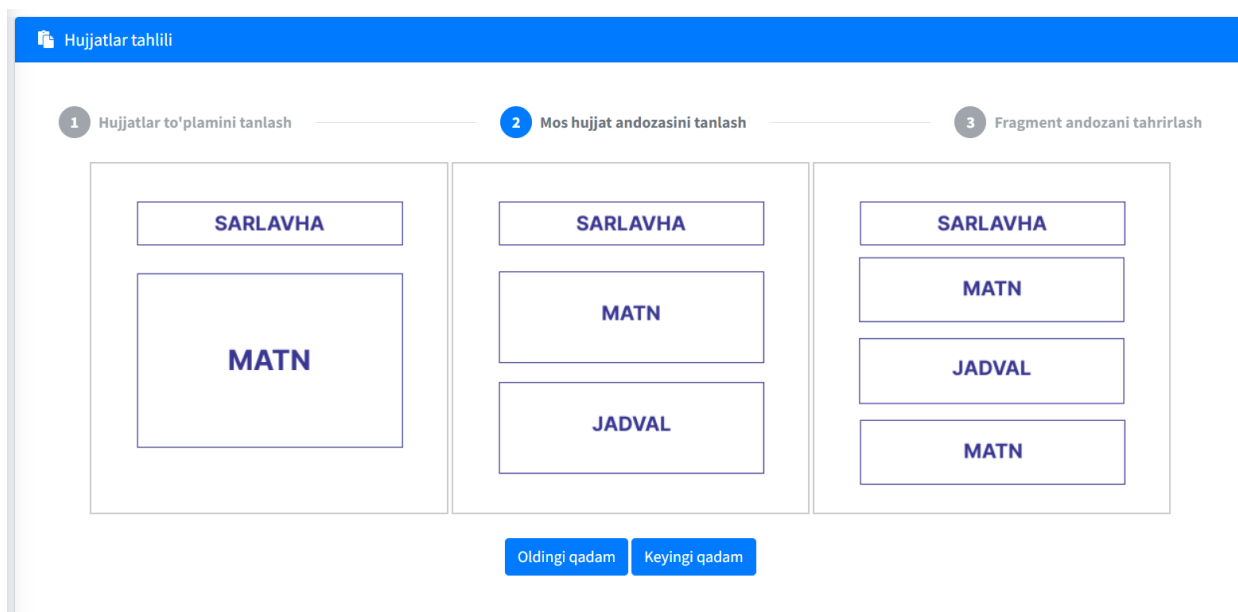 Hujjatlar tahlili
1 Hujjatlar to'plamini tanlash
2 Mos hujjat andozasini tanlash
3 Fragment andozani tahrirlash
SARLAVHA
MATN
SARLAVHA
MATN
JADVAL
SARLAVHA
MATN
JADVAL
MATN
Oldingi qadam
Keyingi qadam